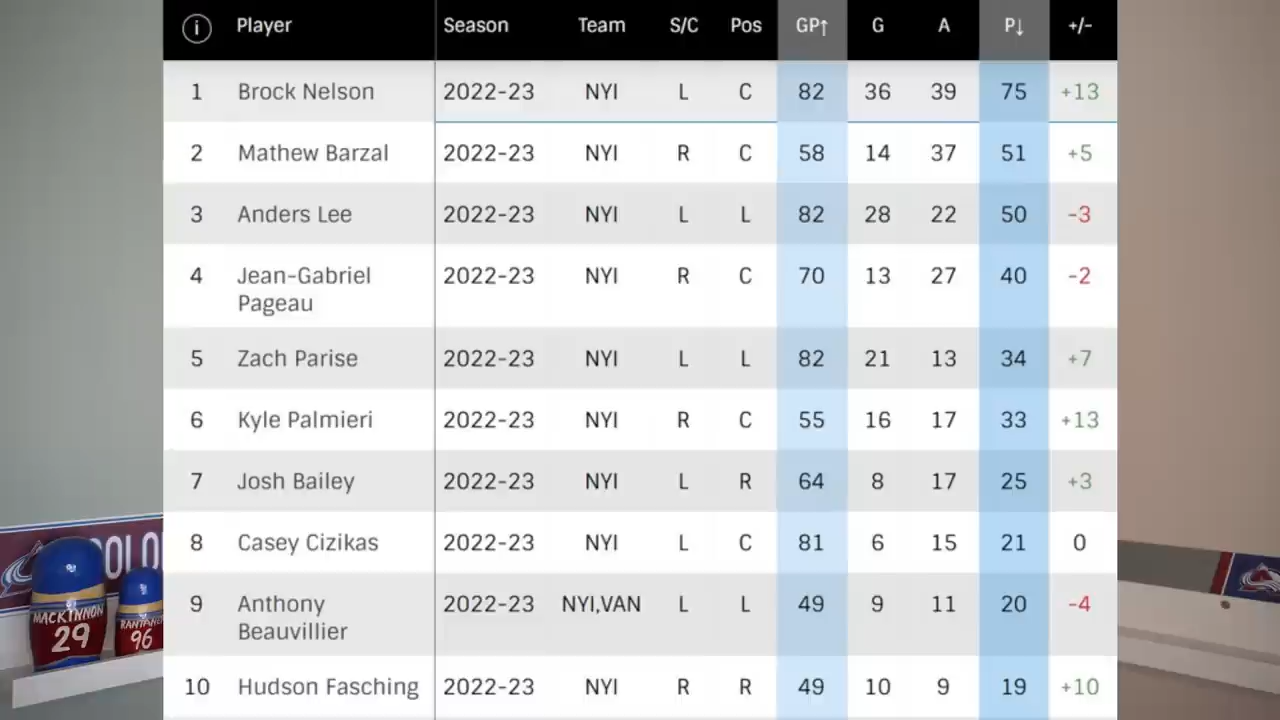 i Player Season Team S/C Pos GP↑ G A P↓ +/-
1 Brock Nelson 2022-23 NYI L C 82 36 39 75 +13
2 Mathew Barzal 2022-23 NYI R C 58 14 37 51 +5
3 Anders Lee 2022-23 NYI L L 82 28 22 50 -3
4 Jean-Gabriel 2022-23 NYI R C 70 13 27 40 -2
Pageau
5 Zach Parise 2022-23 NYI L L 82 21 13 34 +7
6 Kyle Palmieri 2022-23 NYI R C 55 16 17 33 +13
7 Josh Bailey 2022-23 NYI L R 64 8 17 25 +3
8 Casey Cizikas 2022-23 NYI L C 81 6 15 21 0
9 Anthony 2022-23 NYI,VAN L L 49 9 11 20 -4
Beauvillier
10 Hudson Fasching 2022-23 NYI R R 49 10 9 19 +10
MACKINNON
29
96